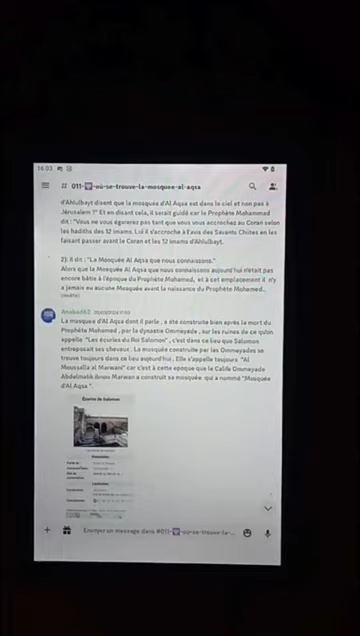 16:03
# 011-où-se-trouve-la-mosquee-al-aqsa
d'Ahlulbayt disent que la mosquée d'Al Aqsa est dans le ciel et non pas à
Jérusalem !" Et en disant cela, il serait guidé car le Prophète Mohammed
dit : "Vous ne vous égarerez pas tant que vous vous accrochez au Coran selon
les hadiths des 12 imams. Lui il s'accroche à l'avis des Savants Chiites en les
faisant passer avant le Coran et les 12 imams d'Ahlulbayt.
2): Il dit : "La Mosquée Al Aqsa que nous connaissons."
Alors que la Mosquée Al Aqsa que nous connaissons aujourd'hui n'était pas
encore bâtie à l'époque du Prophète Mohamed, et à cet emplacement il n'y
a jamais eu aucune Mosquée avant la naissance du Prophète Mohamed.
(modifié)
La mosquée d'Al Aqsa dont il parle, a été construite bien après la mort du
Prophète Mohamed, par la dynastie Omeyyade, sur les ruines de ce qu'on
appelle "Les écuries du Roi Salomon", c'est dans ce lieu que Salomon
entreposait ses chevaux. La mosquée construite par les Omeyyades se
trouve toujours dans ce lieu aujourd'hui. Elle s'appelle toujours "Al
Moussalla al Marwani" car c'est à cette époque que le Calife Omeyyade
Abdelmalik ibnou Marwan a construit sa mosquée qui a nommé "Mosquée
d'Al Aqsa".
Écuries de Salomon
Envoyer un message dans #011-où-se-trouve-la-...